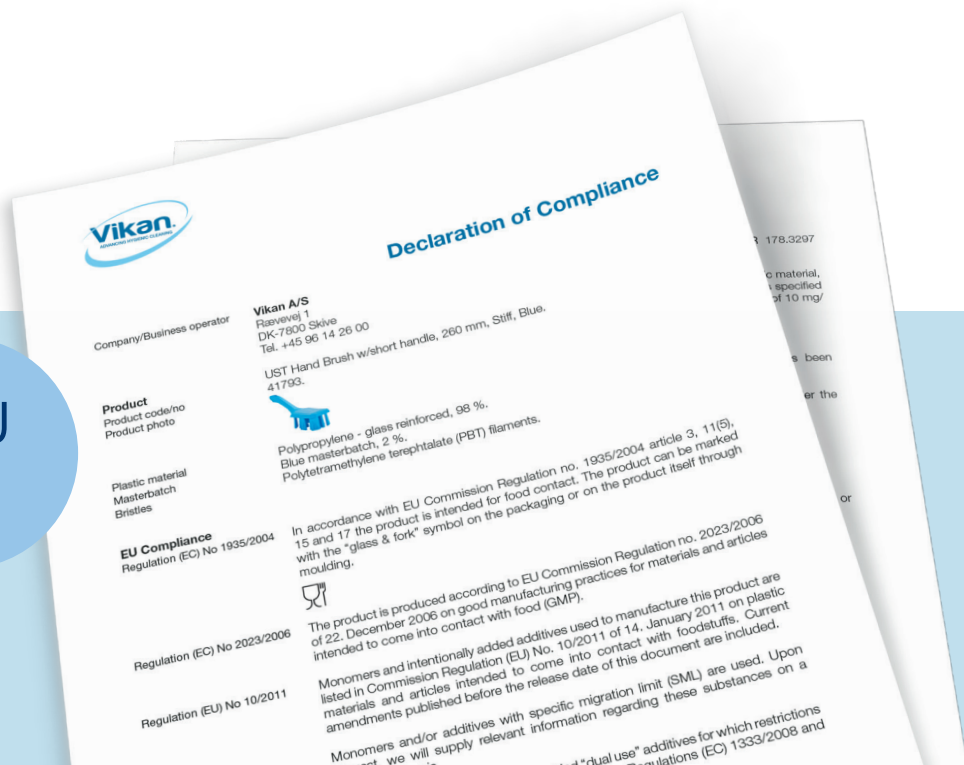 Vikan.
ADVANCING HYGIENIC CLEANING
Declaration of Compliance
Company/Business operator
Vikan A/S
Rævevej 1
DK-7800 Skive
Tel. +45 96 14 26 00
Product
UST Hand Brush w/short handle, 260 mm, Stiff, Blue.
Product code/no
41793.
Product photo
Plastic material
Polypropylene - glass reinforced, 98 %.
Masterbatch
Blue masterbatch, 2 %.
Bristles
Polytetramethylene terephtalate (PBT) filaments.
EU Compliance
Regulation (EC) No 1935/2004
In accordance with EU Commission Regulation no. 1935/2004 article 3, 11(5),
15 and 17 the product is intended for food contact. The product can be marked
with the "glass & fork" symbol on the packaging or on the product itself through
moulding.
Regulation (EC) No 2023/2006
The product is produced according to EU Commission Regulation no. 2023/2006
of 22. December 2006 on good manufacturing practices for materials and articles
intended to come into contact with food (GMP).
Regulation (EU) No 10/2011
Monomers and intentionally added additives used to manufacture this product are
listed in Commission Regulation (EU) No. 10/2011 of 14. January 2011 on plastic
materials and articles intended to come into contact with foodstuffs. Current
amendments published before the release date of this document are included.
Monomers and/or additives with specific migration limit (SML) are used. Upon
we will supply relevant information regarding these substances on a
"dual use" additives for which restrictions
(EC) 1333/2008 and
178.3297
material,
specified
of 10 mg/
been
the
or